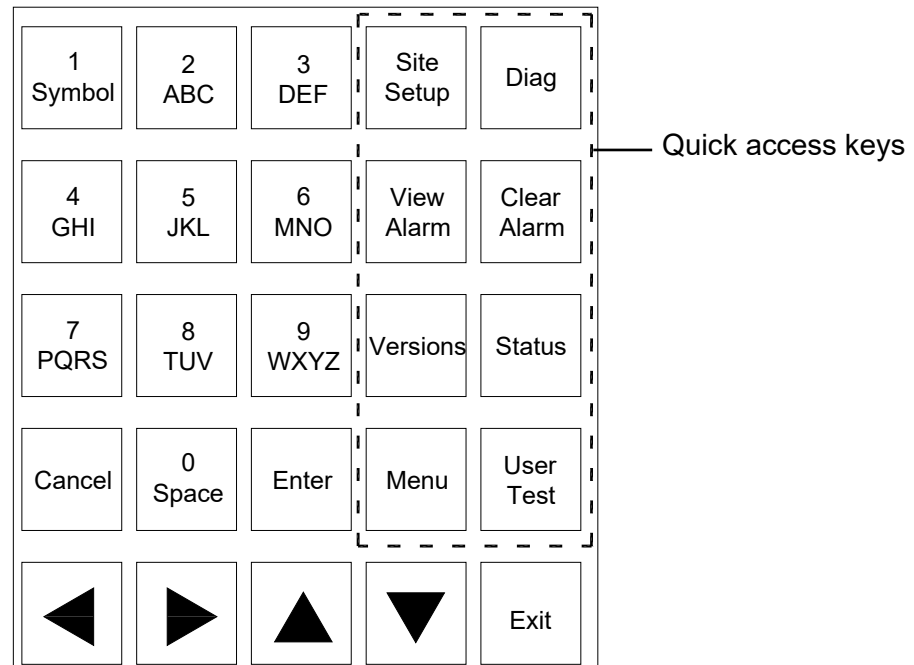 1
Symbol
2
ABC
3
DEF
Site
Setup
Diag
Quick access keys
4
GHI
5
JKL
6
MNO
View
Alarm
Clear
Alarm
7
PQRS
8
TUV
9
WXYZ
Versions
Status
Cancel
0
Space
Enter
Menu
User
Test
Exit